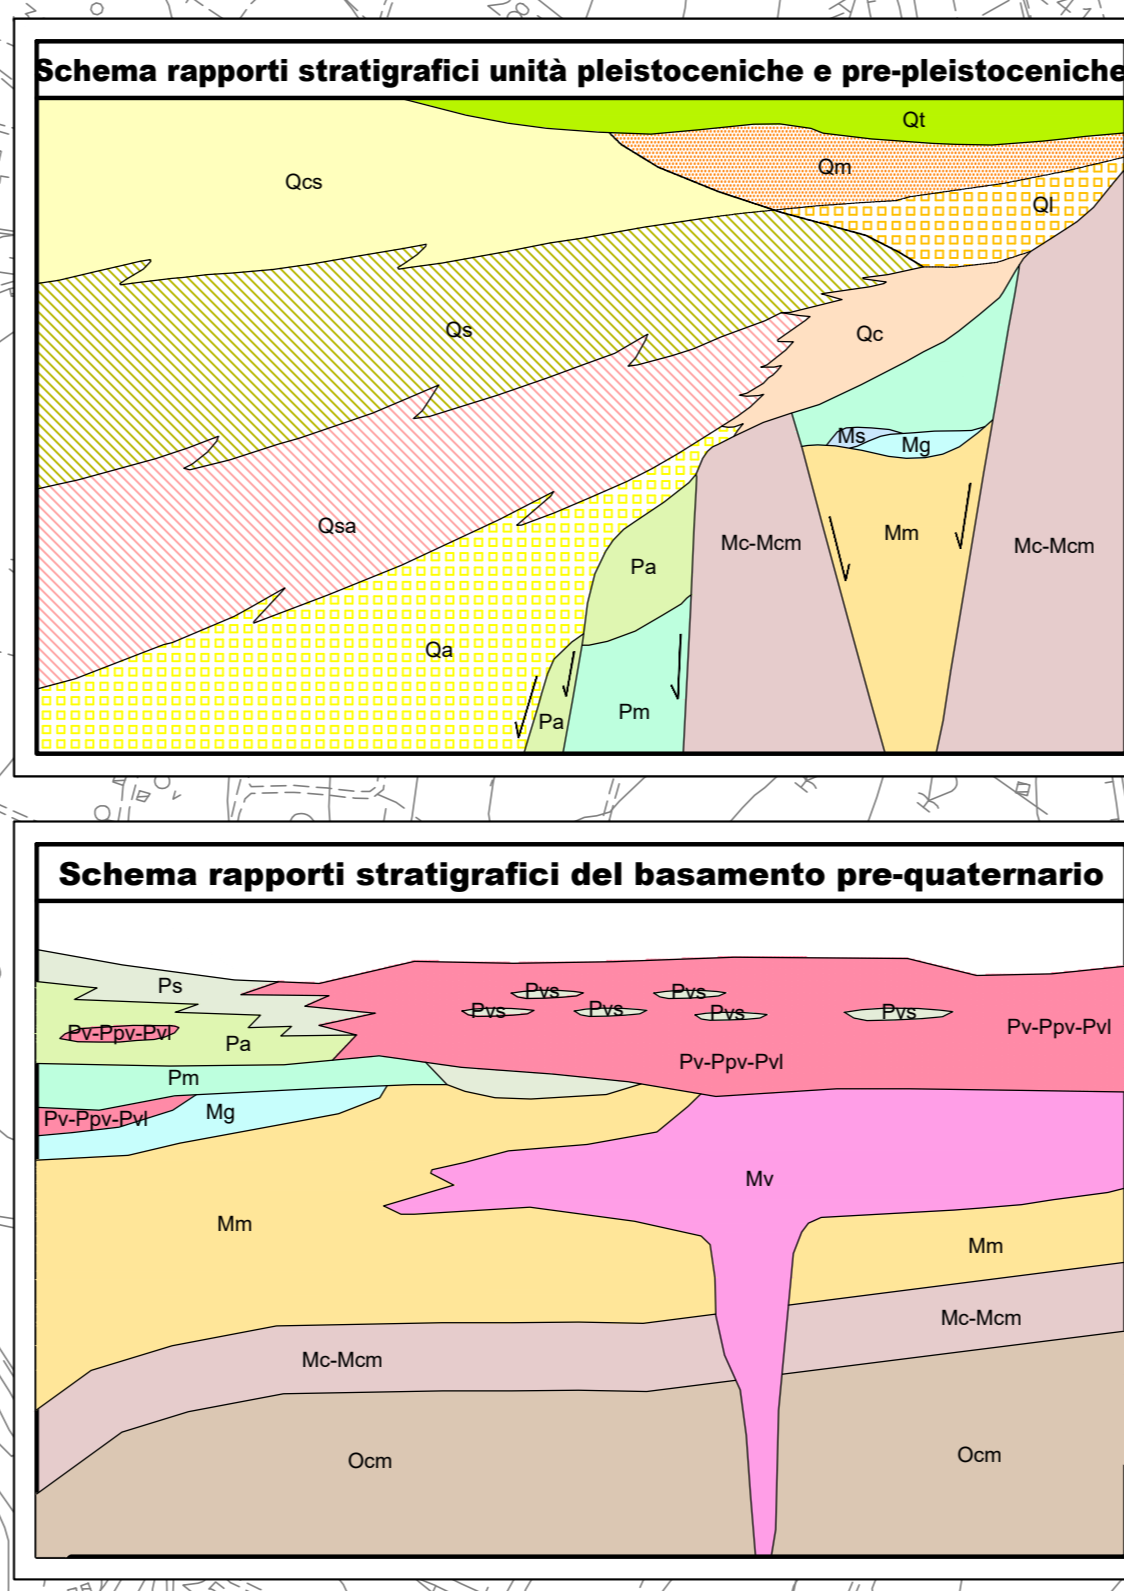 Schema rapporti stratigrafici unità pleistoceniche e pre-pleistoceniche
Qt
Qm
Qcs
Ql
Qs
Qc
Ms
Mg
Qsa
Mm
Mc-Mcm
Mc-Mcm
Pa
Qa
Pm
Pa
Schema rapporti stratigrafici del basamento pre-quaternario
Ps
Pvs
Pvs
Pvs
Pvs
Pvs
Pvs
Pv-Ppv-Pvl
Pv-Ppv-Pvl
Pa
Pv-Ppv-Pvl
Pm
Pv-Ppv-Pvl
Mg
Mv
Mm
Mm
Mc-Mcm
Mc-Mcm
Ocm
Ocm